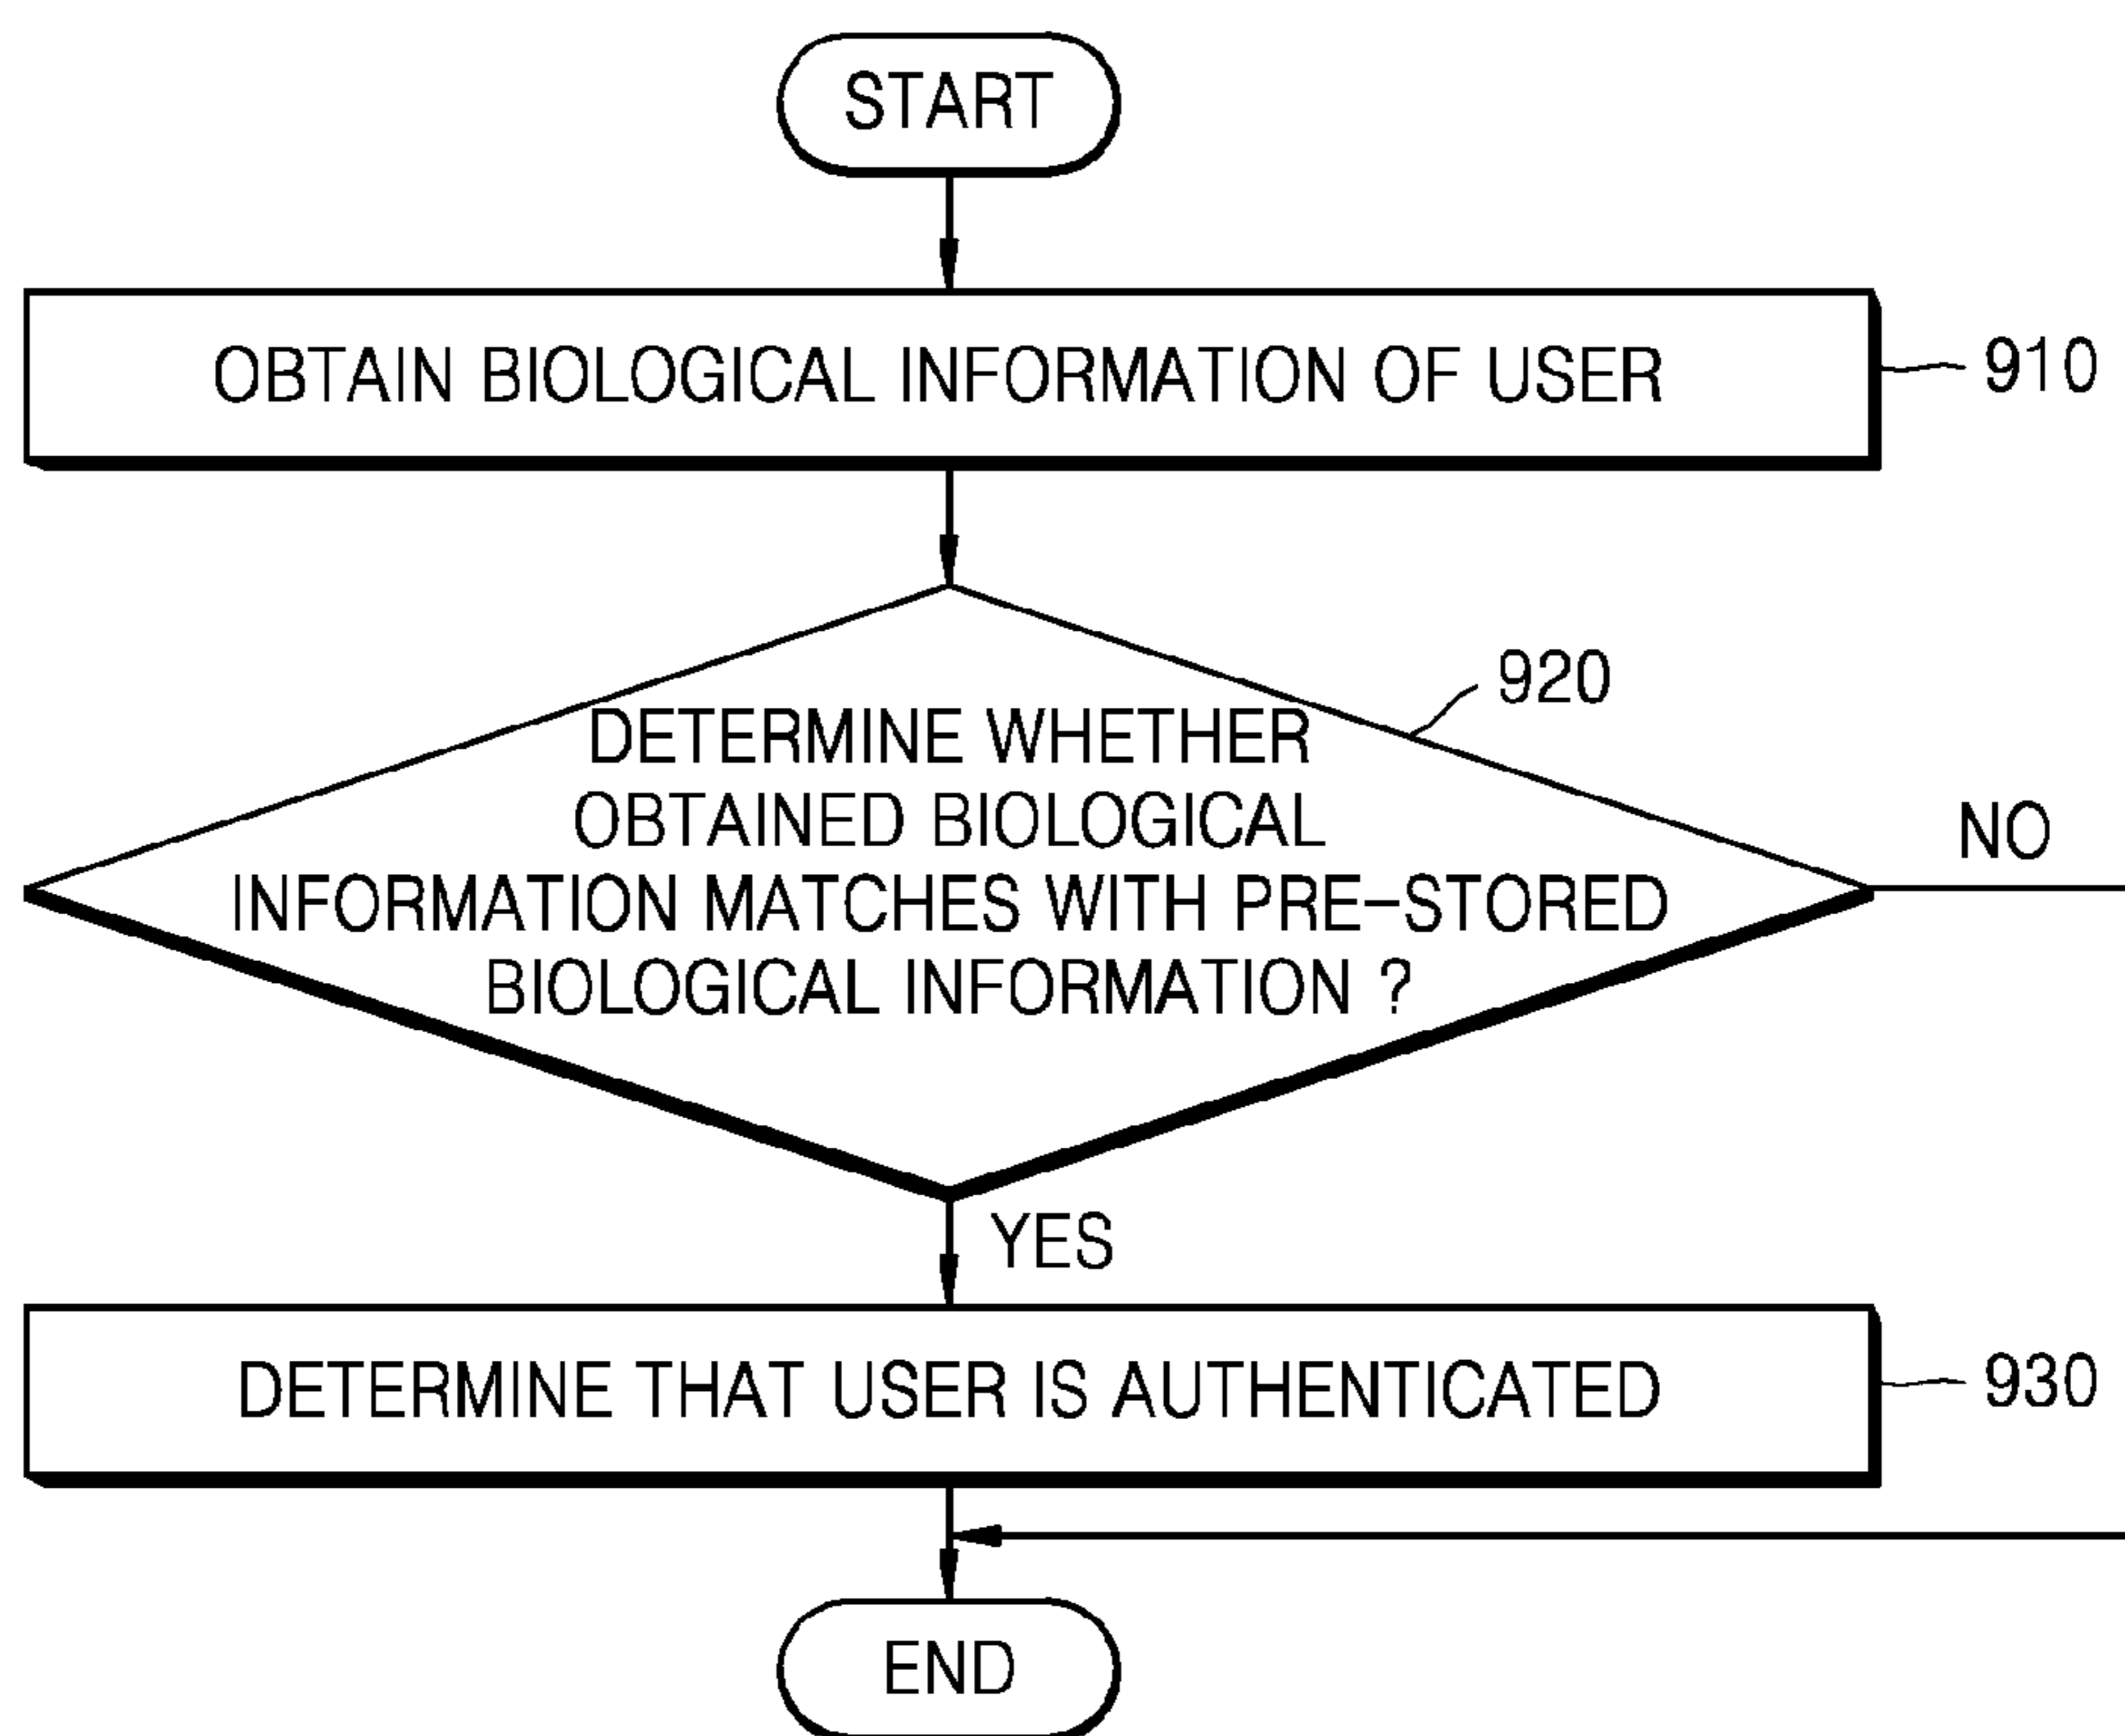 START
OBTAIN BIOLOGICAL INFORMATION OF USER
910
920
DETERMINE WHETHER
OBTAINED BIOLOGICAL
INFORMATION MATCHES WITH PRE-STORED
BIOLOGICAL INFORMATION ?
NO
YES
DETERMINE THAT USER IS AUTHENTICATED
930
END